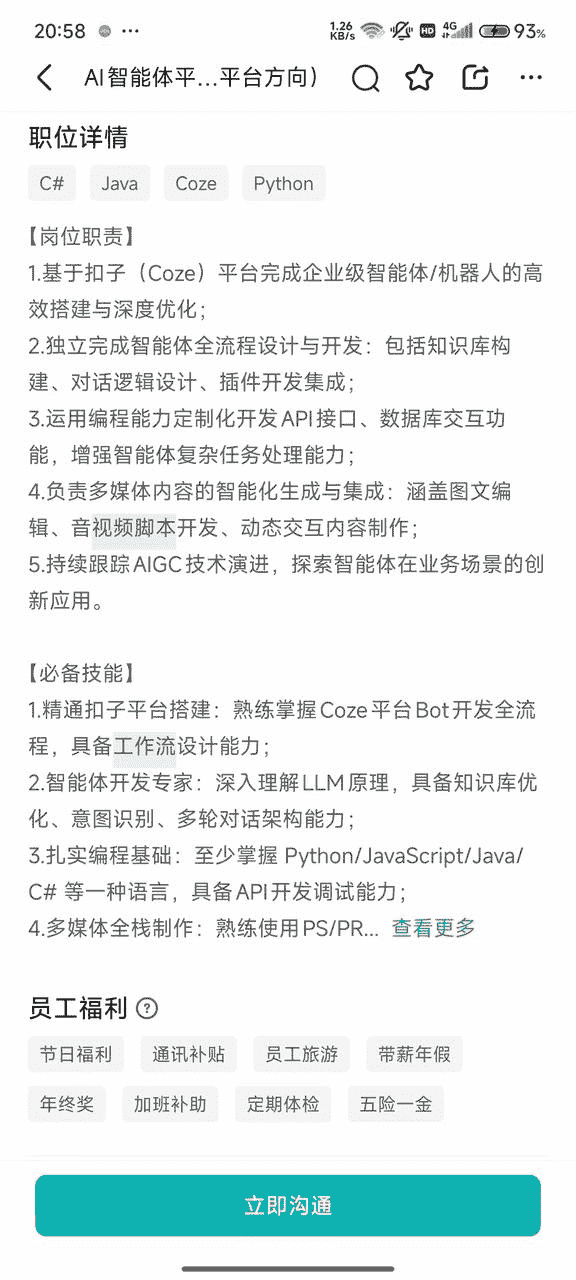 20:58 ··· 1.26 KB/s HD 4G 93%
AI智能体平...平台方向） ···
职位详情
C# Java Coze Python
【岗位职责】
1.基于扣子（Coze）平台完成企业级智能体/机器人的高
效搭建与深度优化；
2.独立完成智能体全流程设计与开发：包括知识库构
建、对话逻辑设计、插件开发集成；
3.运用编程能力定制化开发API接口、数据库交互功
能，增强智能体复杂任务处理能力；
4.负责多媒体内容的智能化生成与集成：涵盖图文编
辑、音视频脚本开发、动态交互内容制作；
5.持续跟踪AIGC技术演进，探索智能体在业务场景的创
新应用。
【必备技能】
1.精通扣子平台搭建：熟练掌握Coze平台Bot开发全流
程，具备工作流设计能力；
2.智能体开发专家：深入理解LLM原理，具备知识库优
化、意图识别、多轮对话架构能力；
3.扎实编程基础：至少掌握 Python/JavaScript/Java/
C# 等一种语言，具备API开发调试能力；
4.多媒体全栈制作：熟练使用PS/PR... 查看更多
员工福利 ?
节日福利 通讯补贴 员工旅游 带薪年假
年终奖 加班补助 定期体检 五险一金
立即沟通